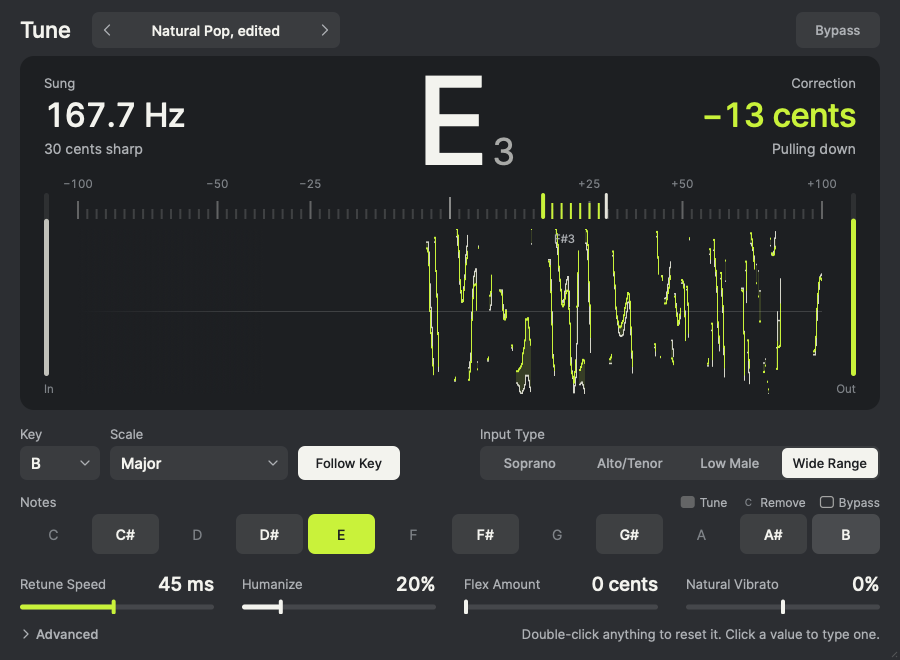 Tune
Natural Pop, edited
Bypass
Sung
167.7 Hz
30 cents sharp
E3
Correction
−13 cents
Pulling down
−100 −50 −25 +25 +50 +100
F#3
In
Out
Key
Scale
Input Type
B
Major
Follow Key
Soprano Alto/Tenor Low Male Wide Range
Notes
Tune C Remove Bypass
C C# D D# E F F# G G# A A# B
Retune Speed 45 ms Humanize 20% Flex Amount 0 cents Natural Vibrato 0%
Advanced
Double-click anything to reset it. Click a value to type one.